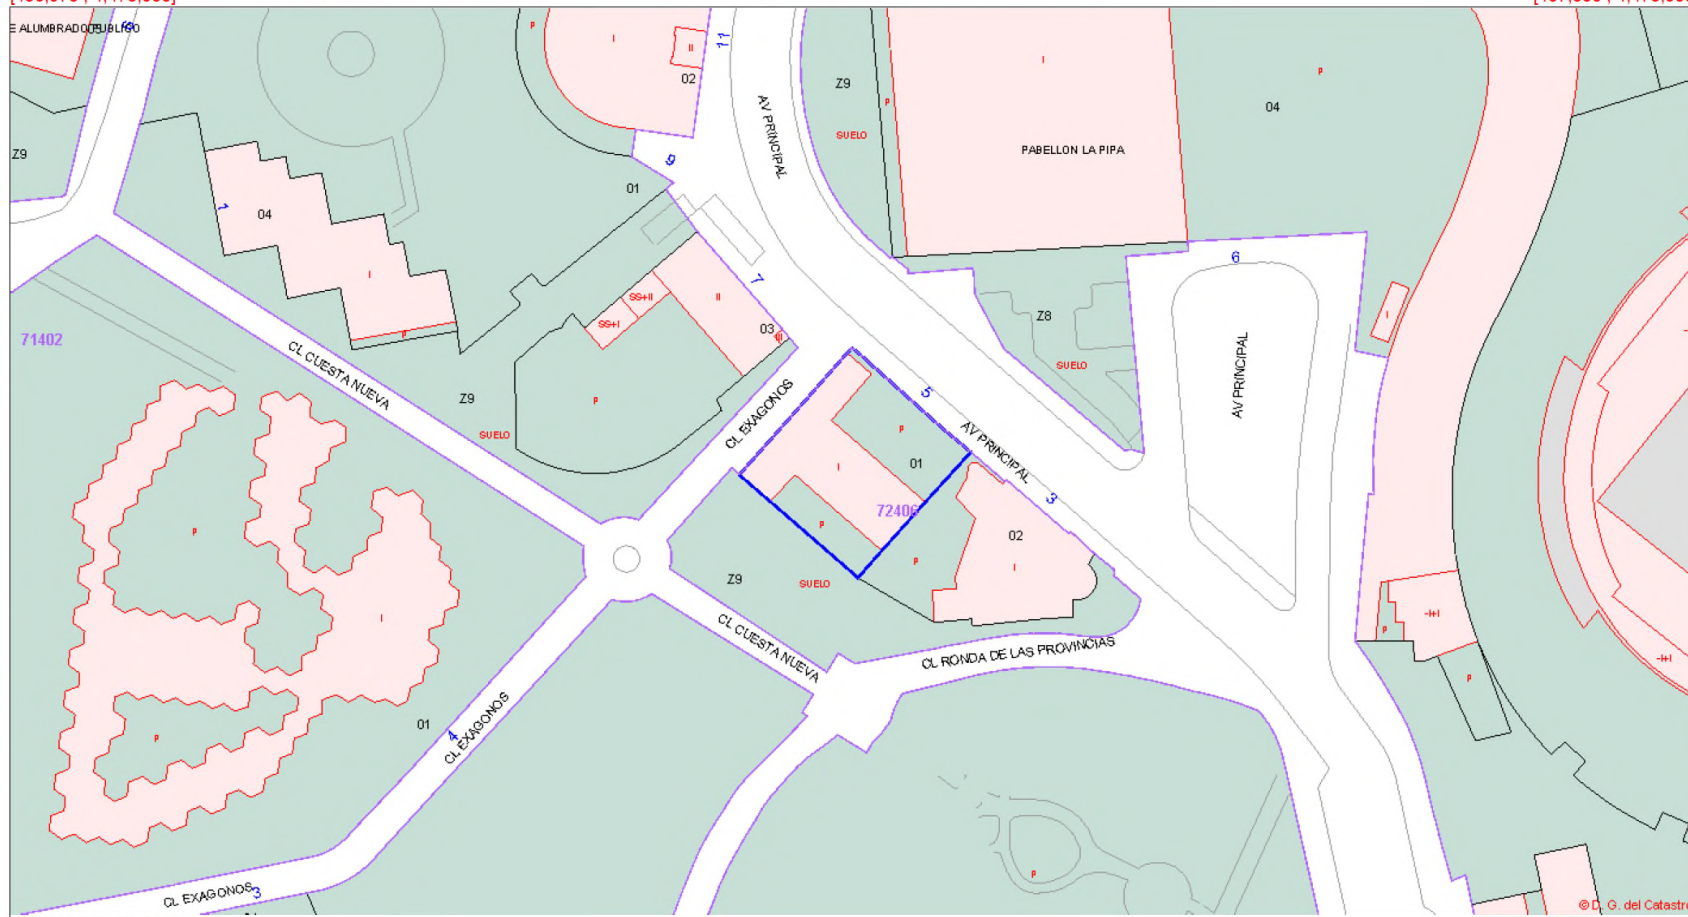 E ALUMBRADO PUBLICO
05
11
02
I
II
P
I
P
Z9
P
04
SUELO
PABELLON LA PIPA
AV PRINCIPAL
Z9
9
01
1
04
I
P
7
II
SS+II
SS+I
03
6
Z8
SUELO
AV PRINCIPAL
I
71402
CL CUESTA NUEVA
Z9
SUELO
P
CL EXAGONOS
5
AV PRINCIPAL
3
P
01
I
72406
P
P
02
I
Z9
SUELO
P
I
P
CL CUESTA NUEVA
CL RONDA DE LAS PROVINCIAS
-I+I
P
-I+I
P
01
4
CL EXAGONOS
P
CL EXAGONOS
3
© D. G. del Catastro